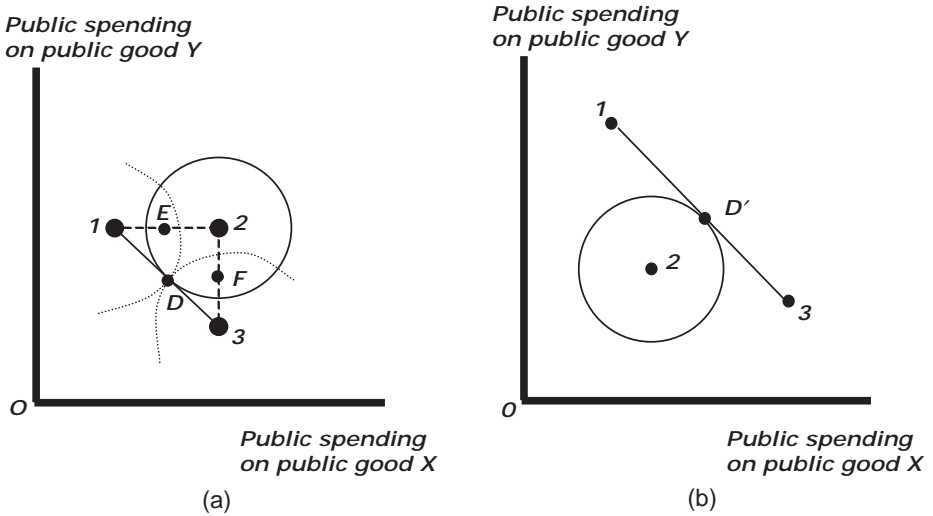 Public spending
on public good Y
1
E
2
F
D
3
O
Public spending
on public good X
(a)
Public spending
on public good Y
1
D′
2
3
O
Public spending
on public good X
(b)